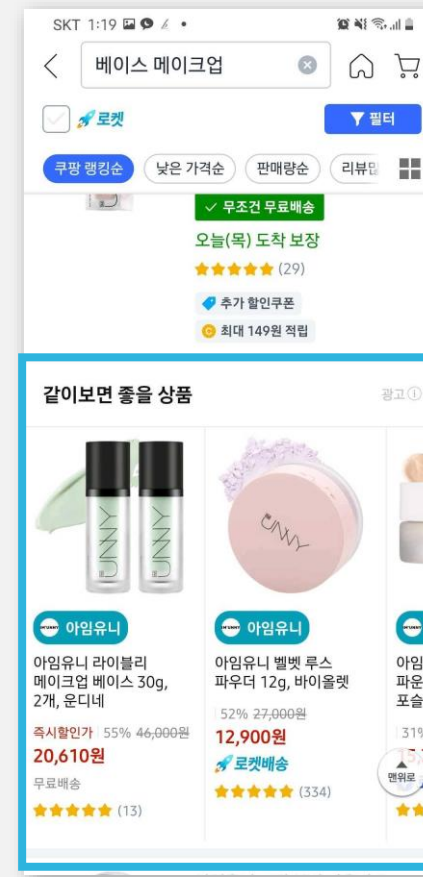 SKT 1:19
베이스 메이크업
로켓
필터
쿠팡 랭킹순
낮은 가격순
판매량순
리뷰
무조건 무료배송
오늘(목) 도착 보장
(29)
추가 할인쿠폰
최대 149원 적립
같이보면 좋을 상품
광고
UNNY
UNNY
UNNY
아임유니
아임유니 라이블리
메이크업 베이스 30g,
2개, 운디네
즉시할인가 55% 46,000원
20,610원
무료배송
(13)
아임유니
아임유니 벨벳 루스
파우더 12g, 바이올렛
52% 27,000원
12,900원
로켓배송
(334)
아임
파운
포슬
31%
맨위로